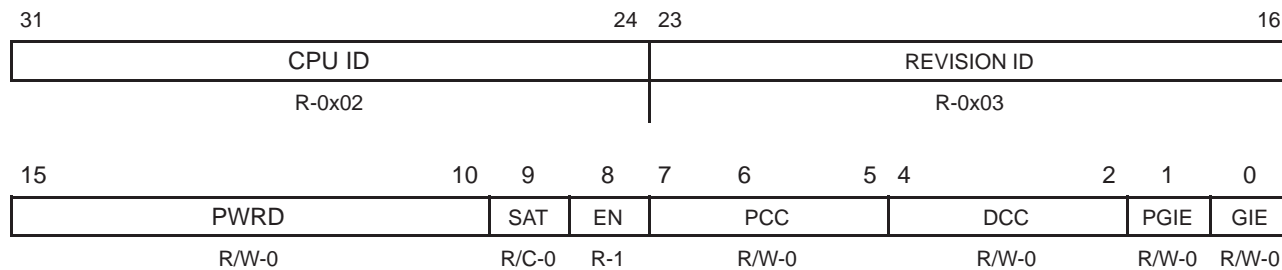 31 24 23 16
CPU ID REVISION ID
R-0x02 R-0x03
15 10 9 8 7 6 5 4 2 1 0
PWRD SAT EN PCC DCC PGIE GIE
R/W-0 R/C-0 R-1 R/W-0 R/W-0 R/W-0 R/W-0